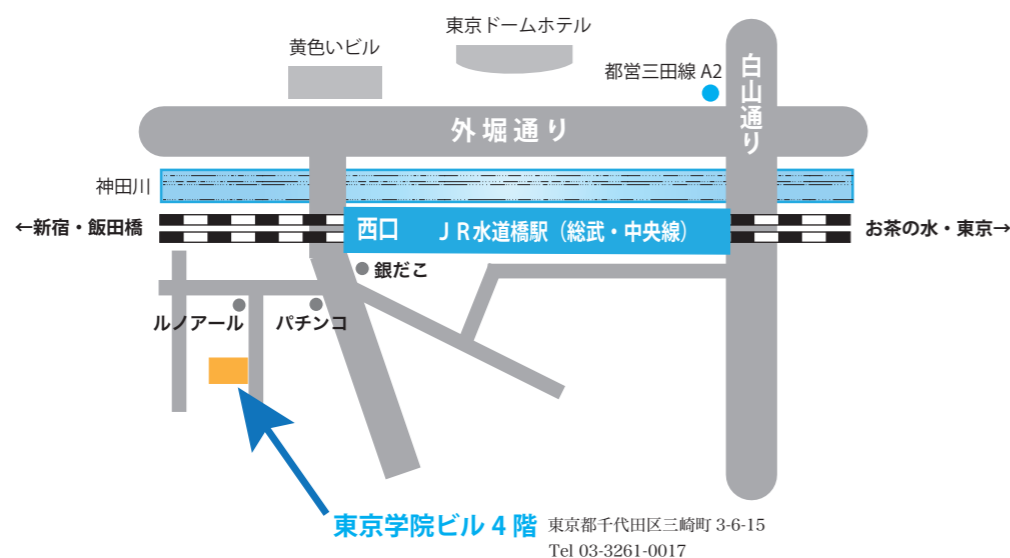 東京ドームホテル
黄色いビル
都営三田線 A2
白山通り
外堀通り
神田川
←新宿・飯田橋
西口
ＪＲ水道橋駅（総武・中央線）
お茶の水・東京→
銀だこ
ルノアール
パチンコ
東京学院ビル 4 階
東京都千代田区三崎町 3-6-15
Tel 03-3261-0017